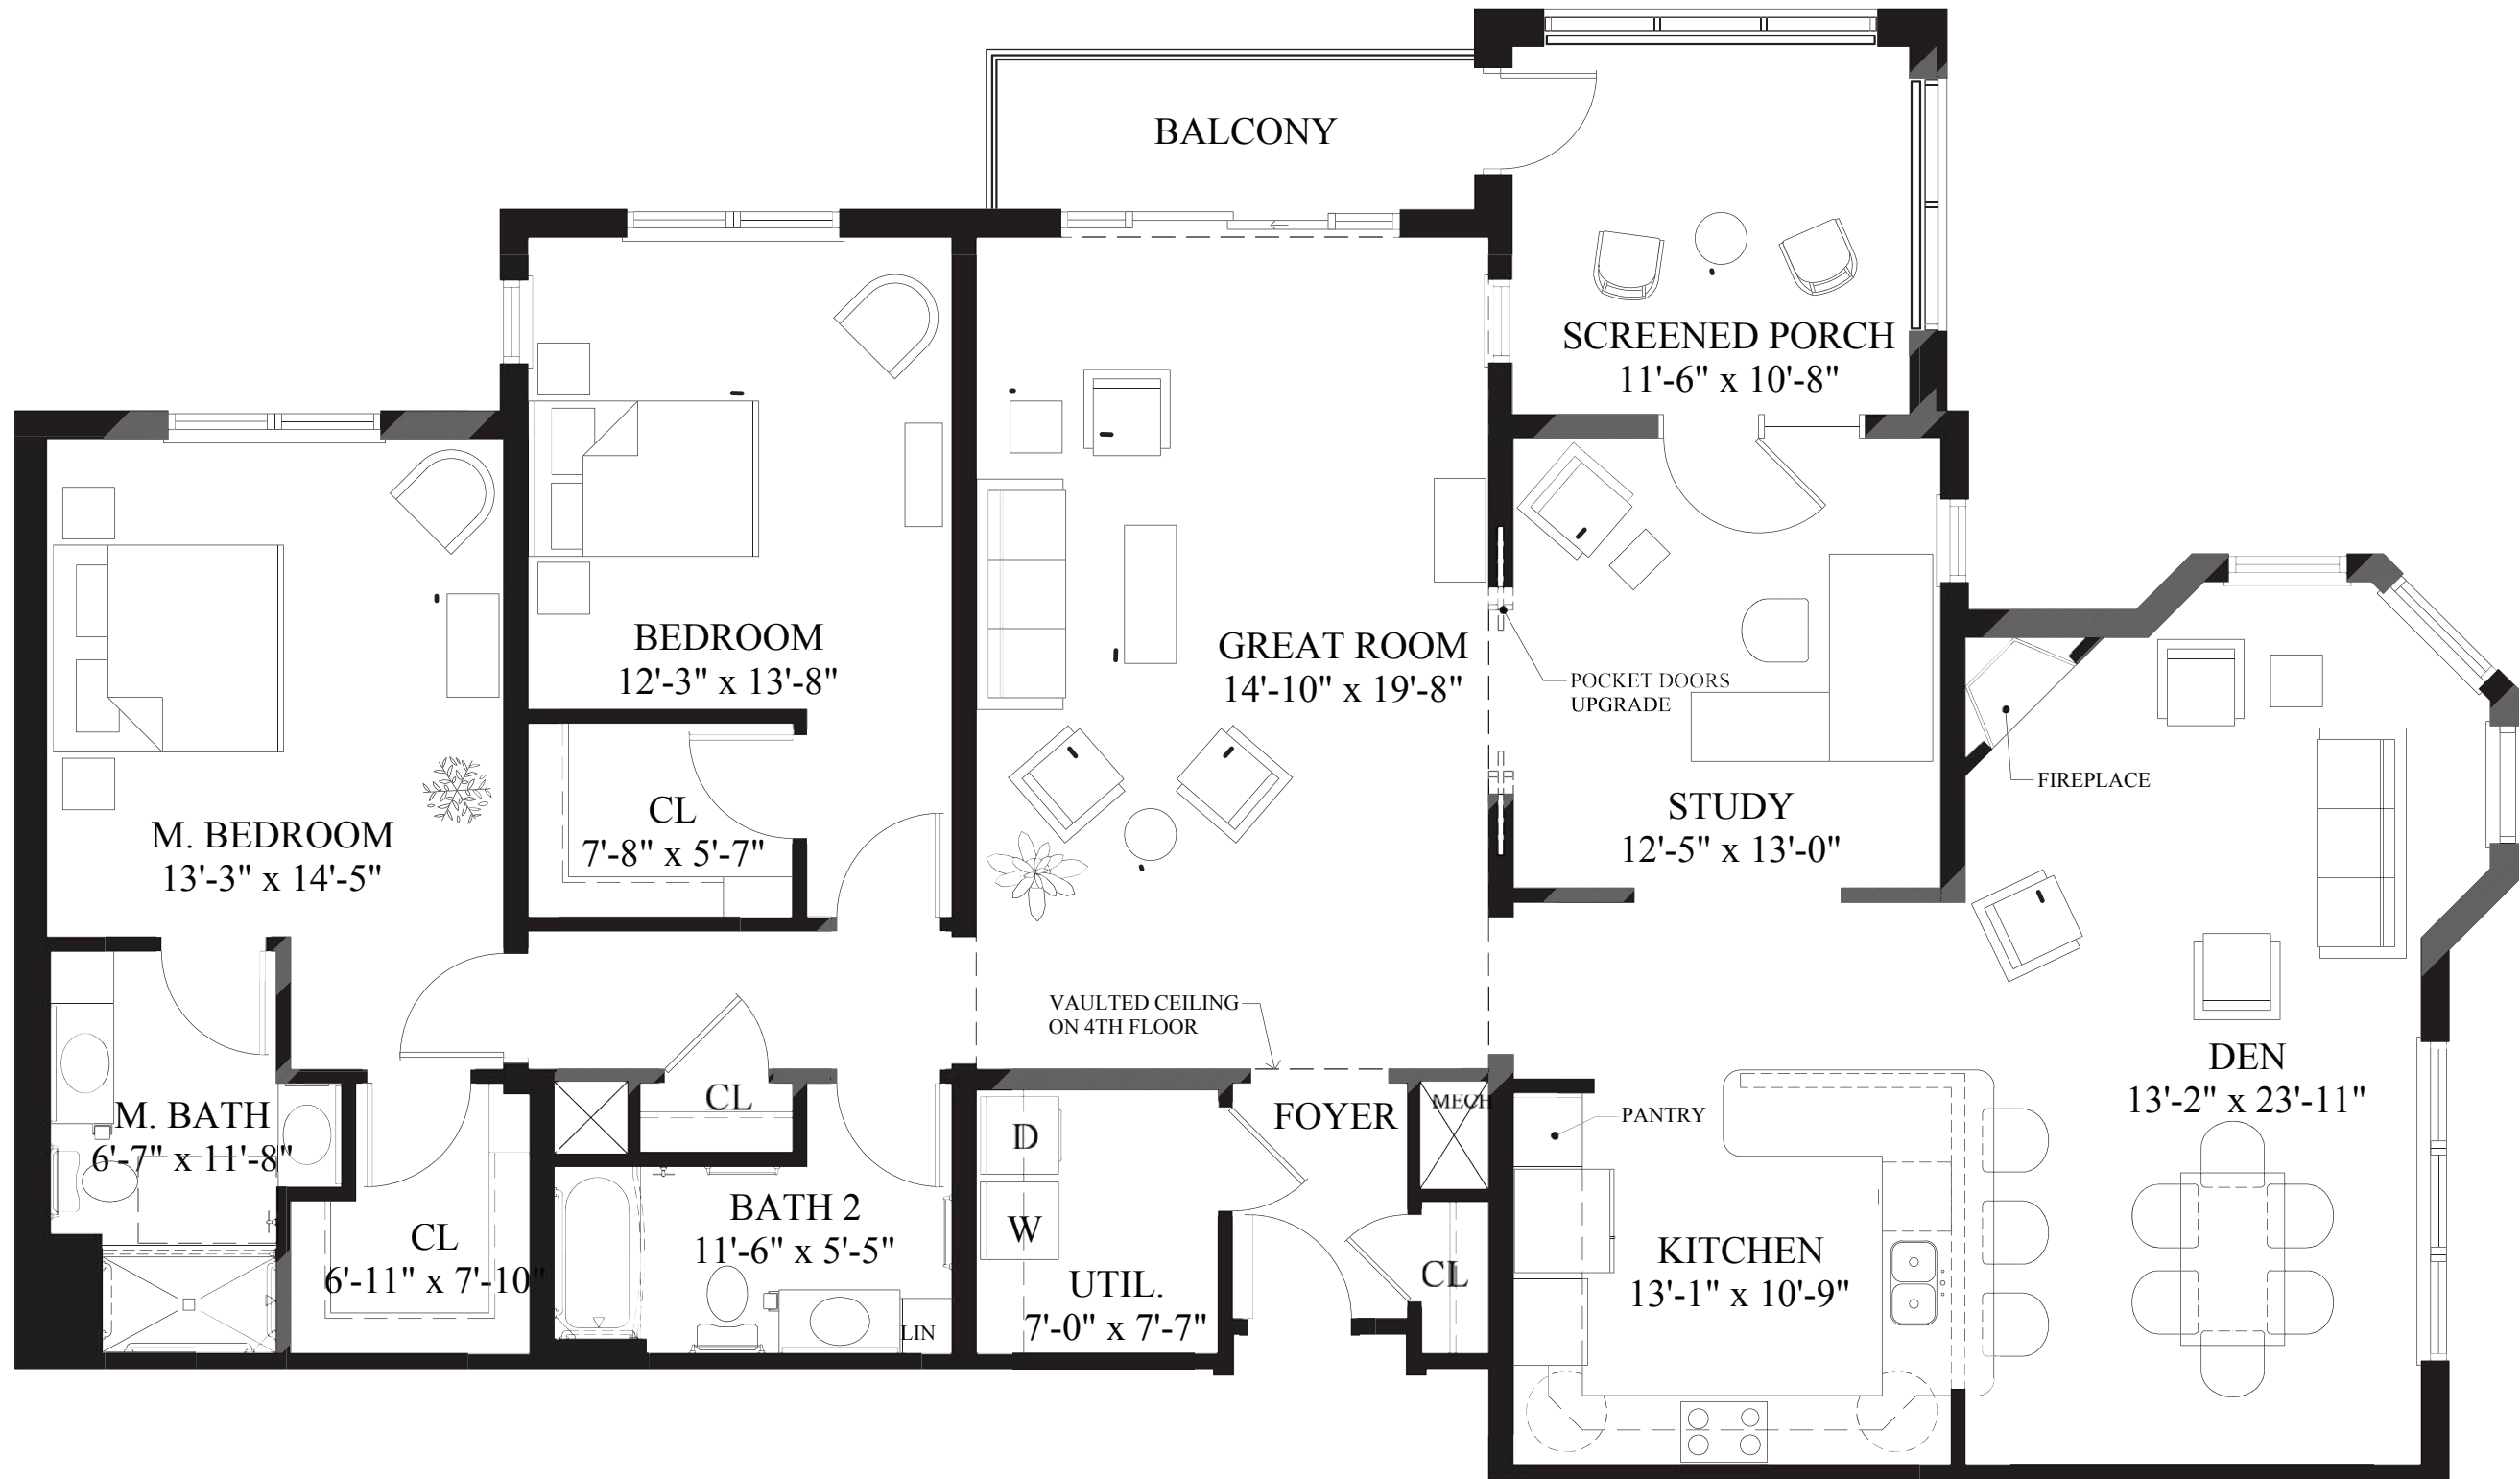 BALCONY
SCREENED PORCH
11'-6" x 10'-8"
BEDROOM
12'-3" x 13'-8"
GREAT ROOM
14'-10" x 19'-8"
POCKET DOORS
UPGRADE
FIREPLACE
CL
7'-8" x 5'-7"
STUDY
12'-5" x 13'-0"
M. BEDROOM
13'-3" x 14'-5"
VAULTED CEILING
ON 4TH FLOOR
DEN
13'-2" x 23'-11"
M. BATH
6'-7" x 11'-8"
CL
FOYER
MECH
PANTRY
D
W
BATH 2
11'-6" x 5'-5"
CL
6'-11" x 7'-10"
UTIL.
7'-0" x 7'-7"
CL
KITCHEN
13'-1" x 10'-9"
LIN